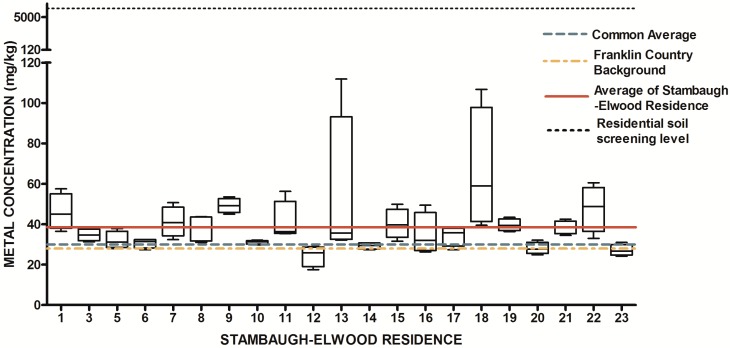 METAL CONCENTRATION (mg/kg)
5000
120
120
100
80
60
40
20
0
1 3 5 6 7 8 9 10 11 12 13 14 15 16 17 18 19 20 21 22 23
STAMBAUGH-ELWOOD RESIDENCE
Common Average
Franklin Country
Background
Average of Stambaugh
-Elwood Residence
Residential soil
screening level